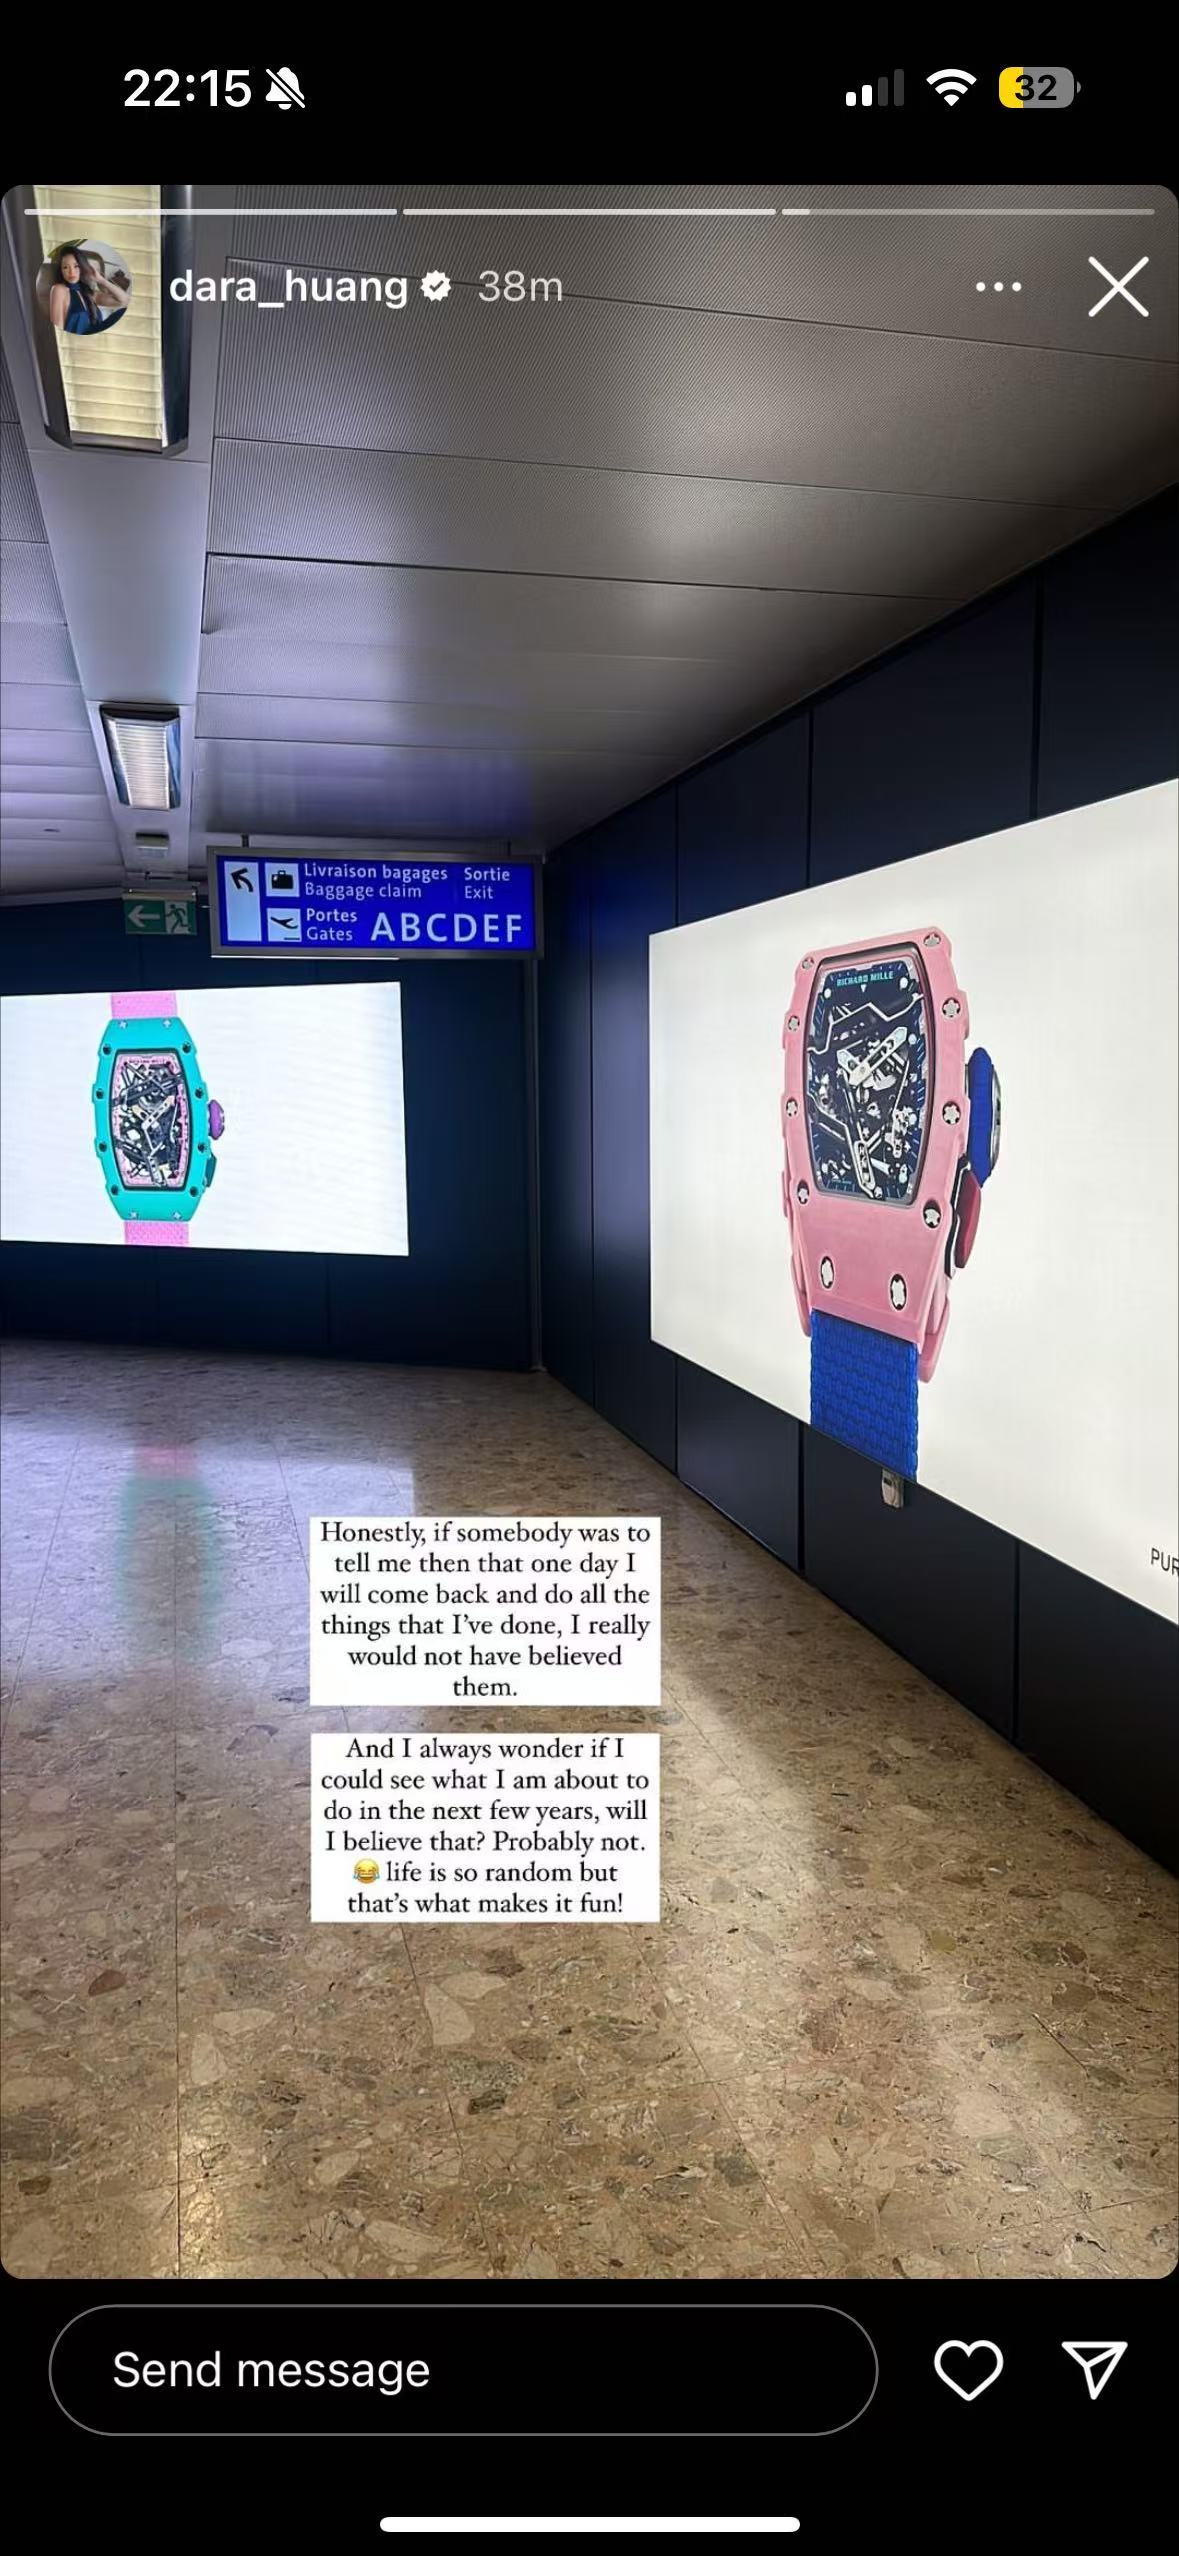 22:15
32
dara_huang 38m
Livraison bagages Sortie
Baggage claim Exit
Portes
Gates ABCDEF
RICHARD MILLE
Honestly, if somebody was to
tell me then that one day I
will come back and do all the
things that I’ve done, I really
would not have believed
them.
And I always wonder if I
could see what I am about to
do in the next few years, will
I believe that? Probably not.
😂 life is so random but
that’s what makes it fun!
Send message